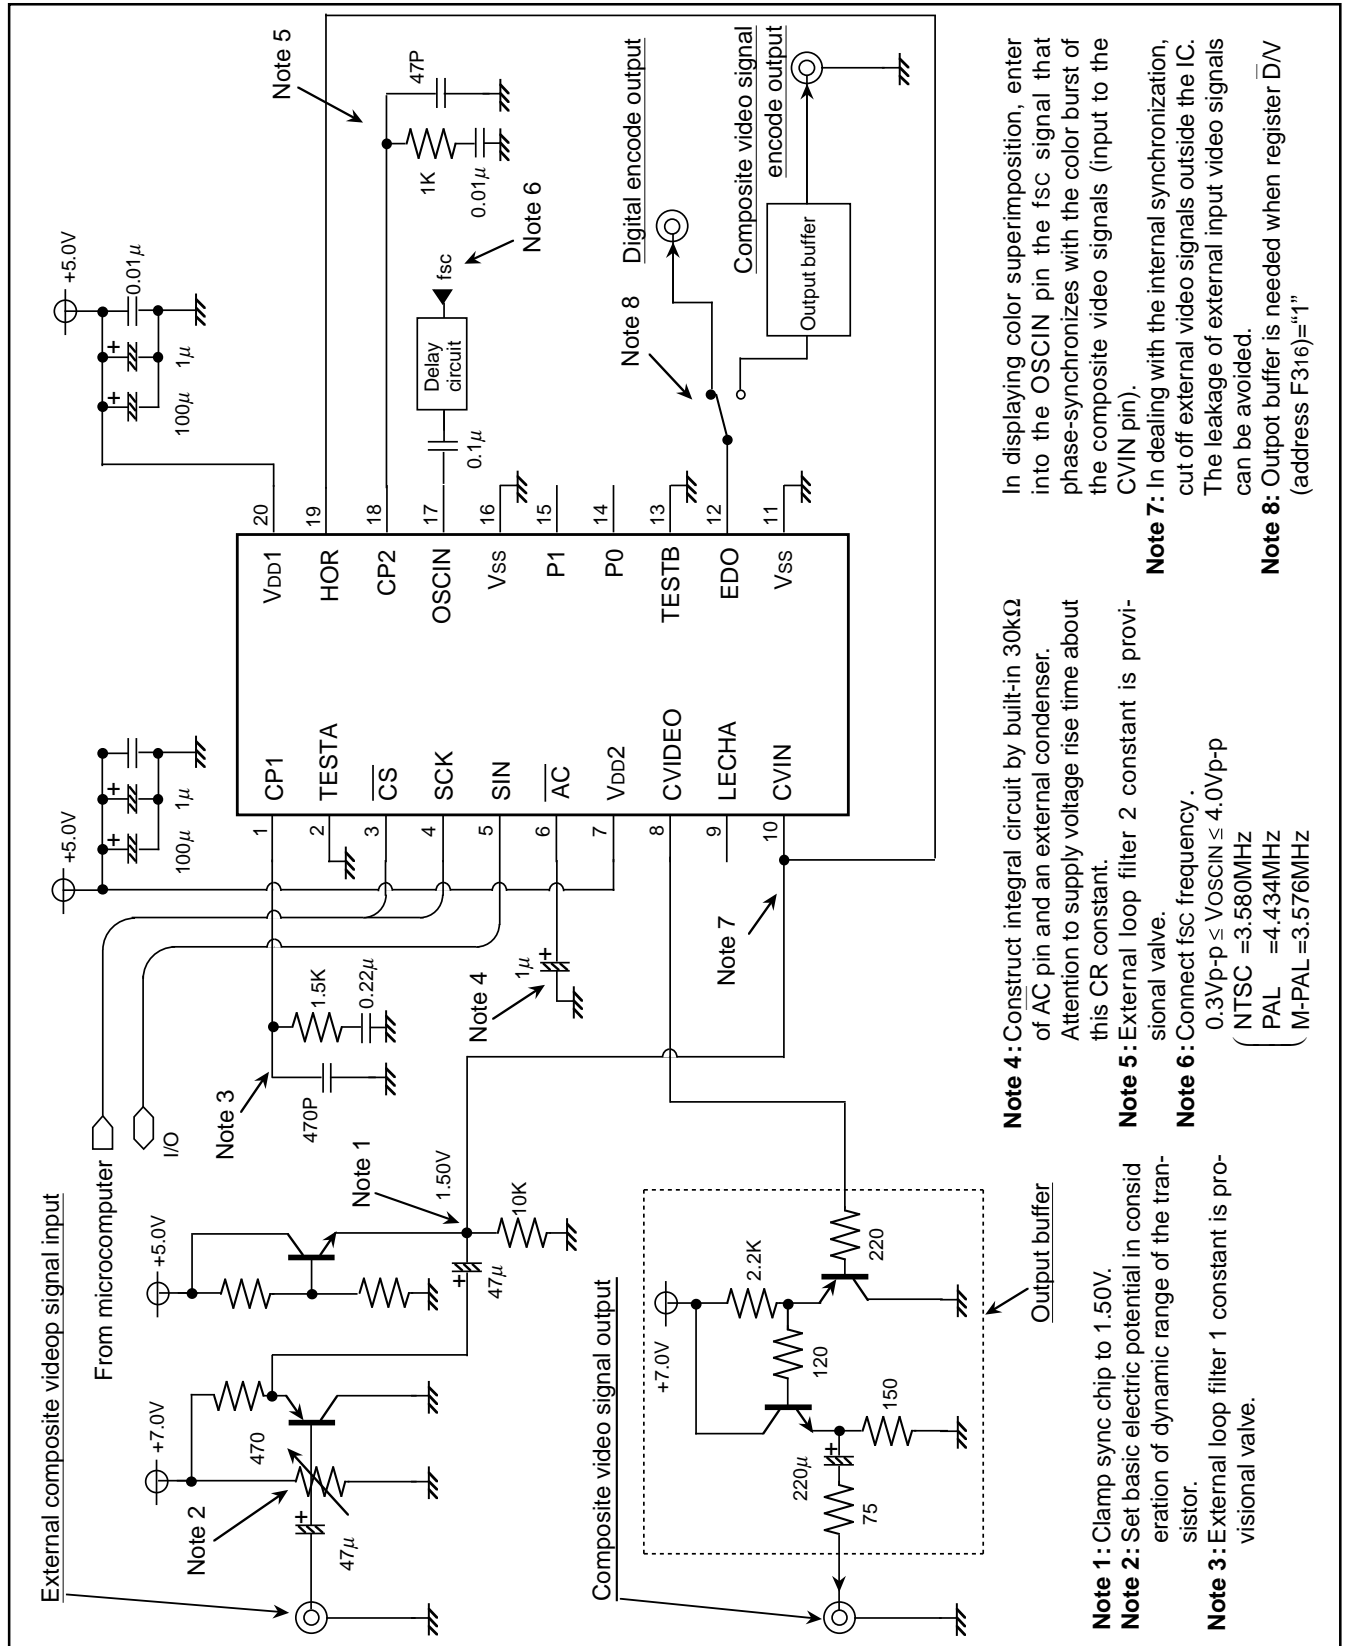 External composite videop signal input
+7.0V
Note 2
470
47µ
+5.0V
Note 1
1.50V
47µ
10K
From microcomputer
I/O
Note 3
470P
1.5K
0.22µ
Note 4
1µ
Note 7
+5.0V
100µ
1µ
1
2
3
4
5
6
7
8
9
10
CP1
TESTA
CS
SCK
SIN
AC
VDD2
CVIDEO
LECHA
CVIN
VDD1
HOR
CP2
OSCIN
VSS
P1
P0
TESTB
EDO
VSS
20
19
18
17
16
15
14
13
12
11
+5.0V
100µ
1µ
0.01µ
Note 5
47P
1K
0.01µ
Note 6
fsc
Delay
circuit
0.1µ
Note 8
Digital encode output
Composite video signal
encode output
Output buffer
Composite video signal output
+7.0V
2.2K
120
220
150
220µ
75
Output buffer
Note 1: Clamp sync chip to 1.50V.
Note 2: Set basic electric potential in consid
eration of dynamic range of the tran-
sistor.
Note 3: External loop filter 1 constant is pro-
visional valve.
Note 4: Construct integral circuit by built-in 30kΩ
of A̅C̅ pin and an external condenser.
Attention to supply voltage rise time about
this CR constant.
Note 5: External loop filter 2 constant is provi-
sional valve.
Note 6: Connect fsc frequency.
0.3Vp-p ≤ VOSCIN ≤ 4.0Vp-p
NTSC =3.580MHz
PAL =4.434MHz
M-PAL=3.576MHz
In displaying color superimposition, enter
into the OSCIN pin the fsc signal that
phase-synchronizes with the color burst of
the composite video signals (input to the
CVIN pin).
Note 7: In dealing with the internal synchronization,
cut off external video signals outside the IC.
The leakage of external input video signals
can be avoided.
Note 8: Outpot buffer is needed when register D̅/V
(address F316)=“1”